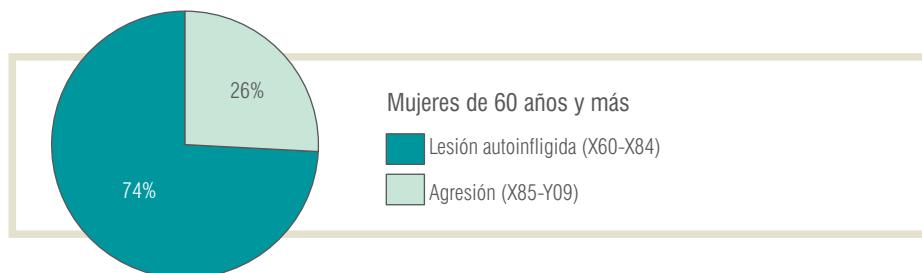 26%
74%
Mujeres de 60 años y más
Lesión autoinfligida (X60-X84)
Agresión (X85-Y09)